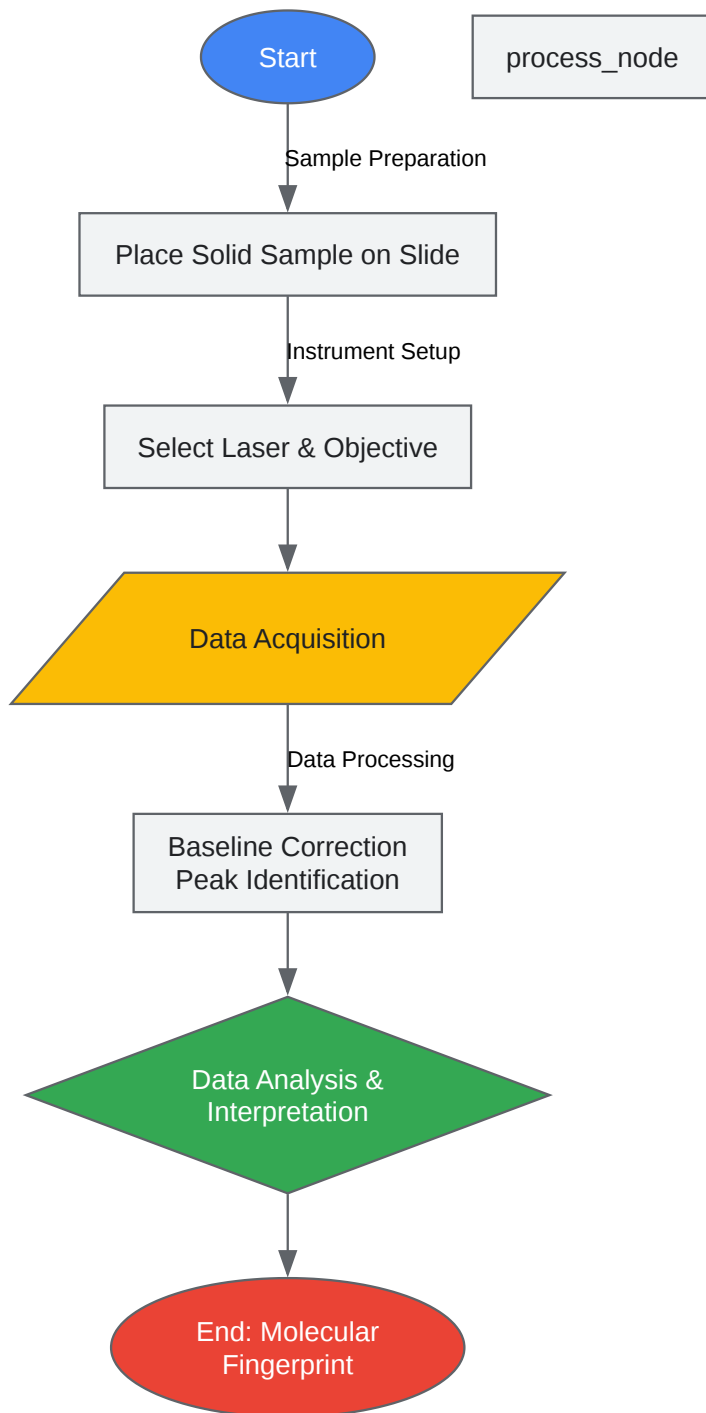 Start
process_node
Sample Preparation
Place Solid Sample on Slide
Instrument Setup
Select Laser & Objective
Data Acquisition
Data Processing
Baseline Correction
Peak Identification
Data Analysis &
Interpretation
End: Molecular
Fingerprint